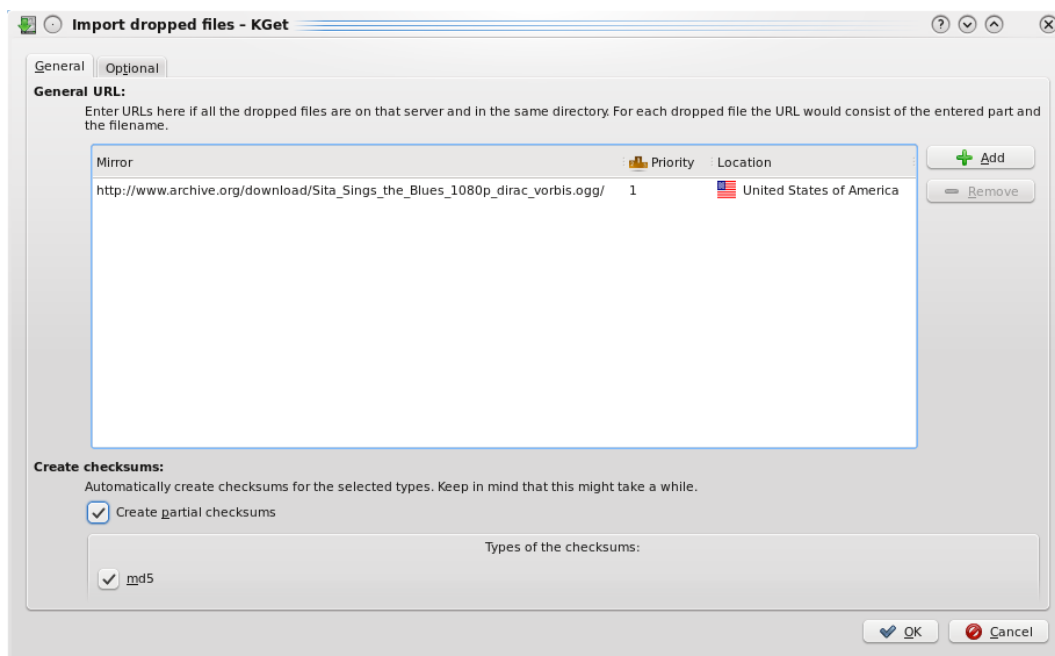 Import dropped files – KGet
General
Optional
General URL:
Enter URLs here if all the dropped files are on that server and in the same directory. For each dropped file the URL would consist of the entered part and
the filename.
Mirror Priority Location
http://www.archive.org/download/Sita_Sings_the_Blues_1080p_dirac_vorbis.ogg/ 1 United States of America
Add
Remove
Create checksums:
Automatically create checksums for the selected types. Keep in mind that this might take a while.
Create partial checksums
Types of the checksums:
md5
OK
Cancel